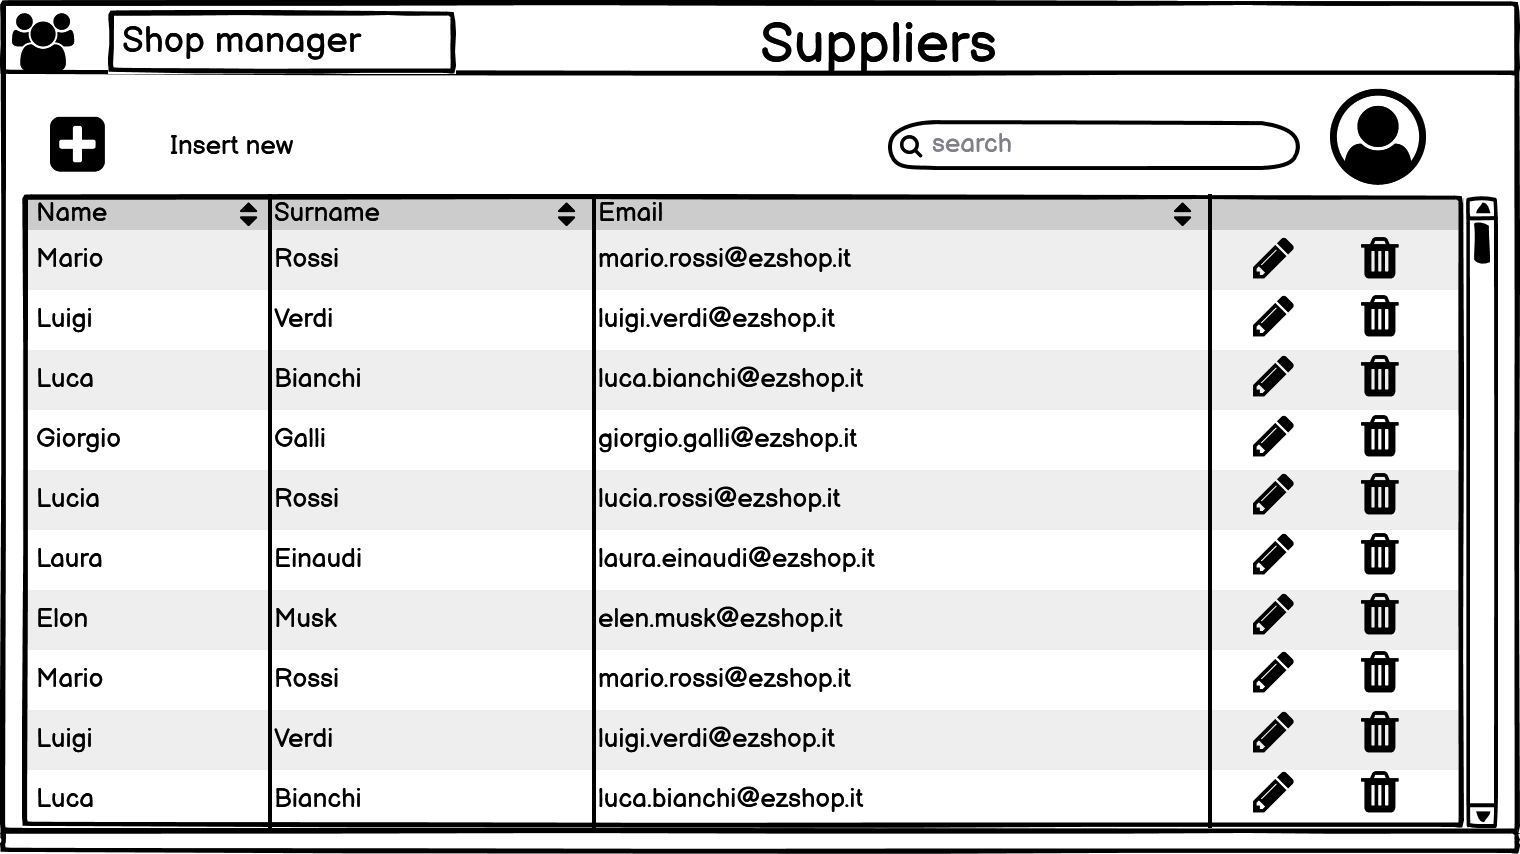 Shop manager
Suppliers
Insert new
search
Name Surname Email
Mario Rossi mario.rossi@ezshop.it
Luigi Verdi luigi.verdi@ezshop.it
Luca Bianchi luca.bianchi@ezshop.it
Giorgio Galli giorgio.galli@ezshop.it
Lucia Rossi lucia.rossi@ezshop.it
Laura Einaudi laura.einaudi@ezshop.it
Elon Musk elen.musk@ezshop.it
Mario Rossi mario.rossi@ezshop.it
Luigi Verdi luigi.verdi@ezshop.it
Luca Bianchi luca.bianchi@ezshop.it